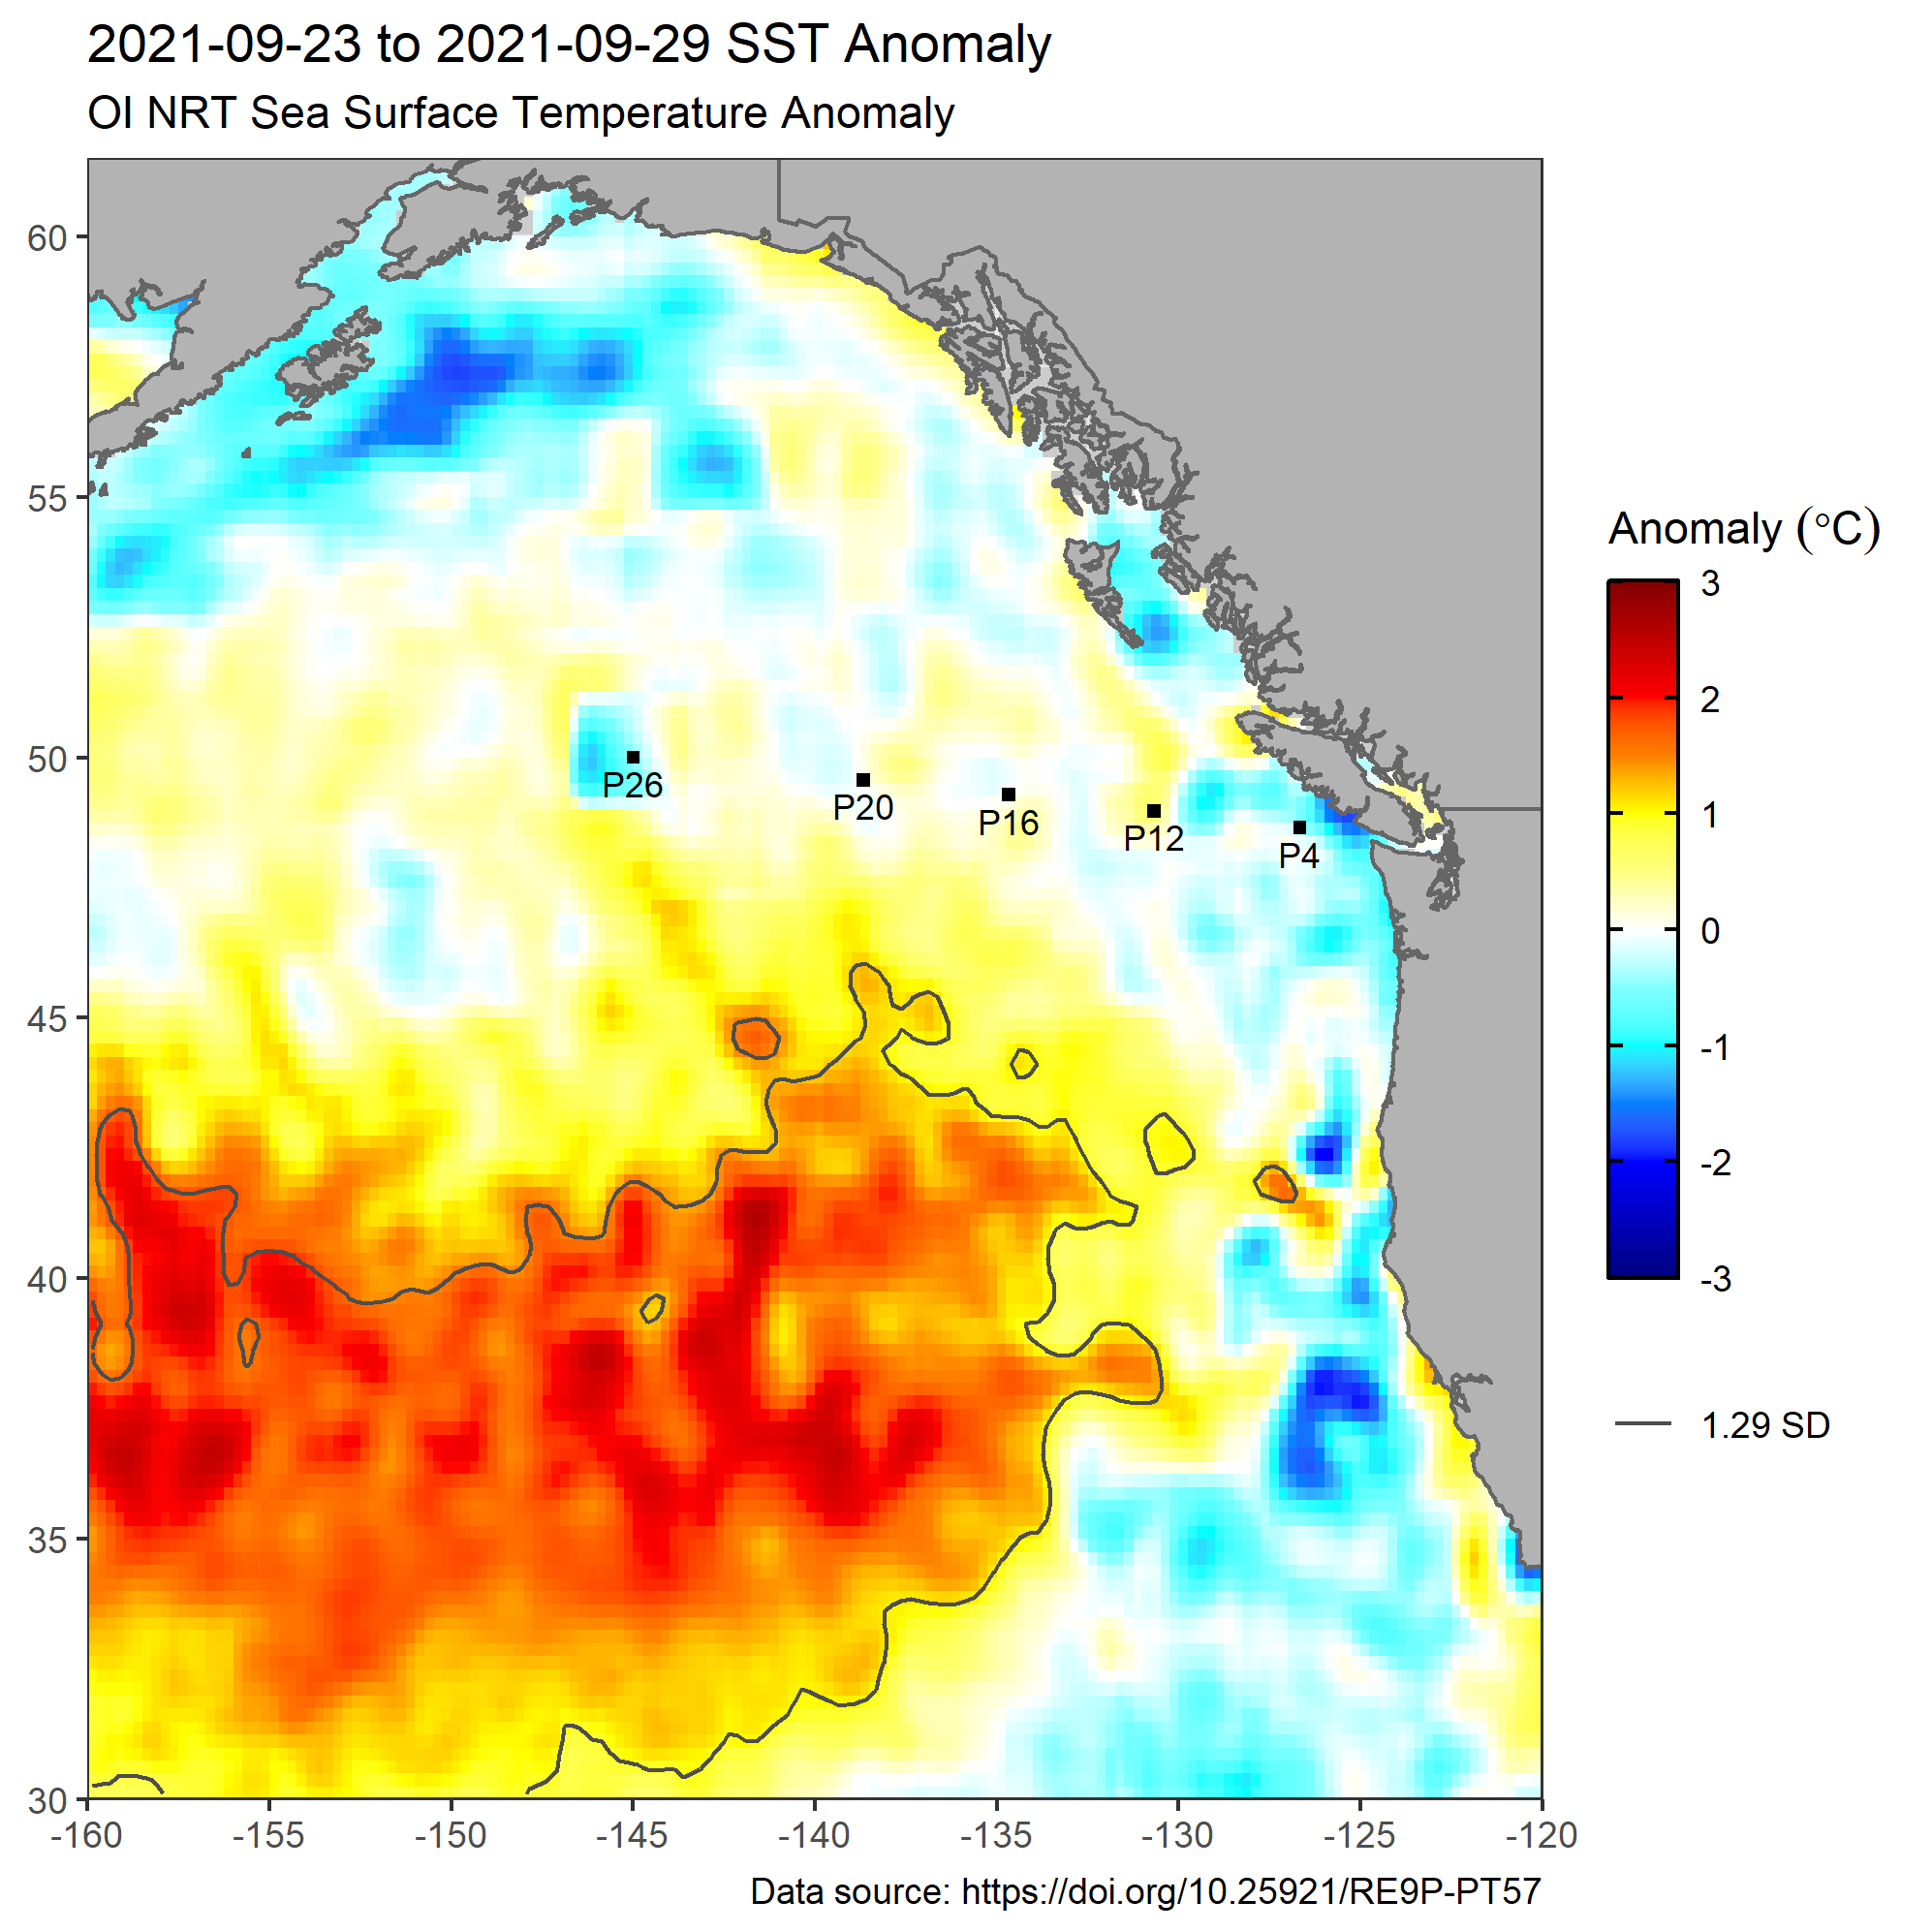 2021-09-23 to 2021-09-29 SST Anomaly
OI NRT Sea Surface Temperature Anomaly
60
55
50
45
40
35
30
-160
-155
-150
-145
-140
-135
-130
-125
-120
P26
P20
P16
P12
P4
Anomaly (°C)
3
2
1
0
-1
-2
-3
1.29 SD
Data source: https://doi.org/10.25921/RE9P-PT57